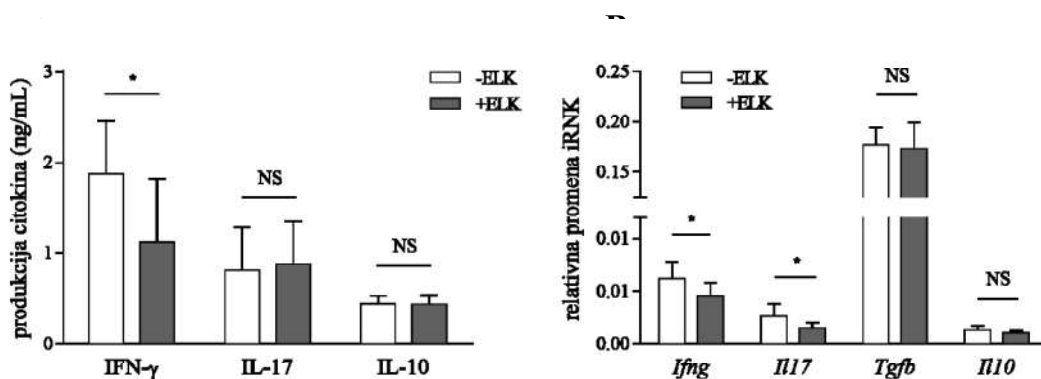 produkcija citokina (ng/mL)
3
2
1
0
*
NS
NS
-ELK
+ELK
IFN-γ
IL-17
IL-10
relativna promena iRNK
0.25
0.20
0.15
0.01
0.01
0.00
-ELK
+ELK
NS
*
*
NS
Ifng
Il17
Tgfb
Il10